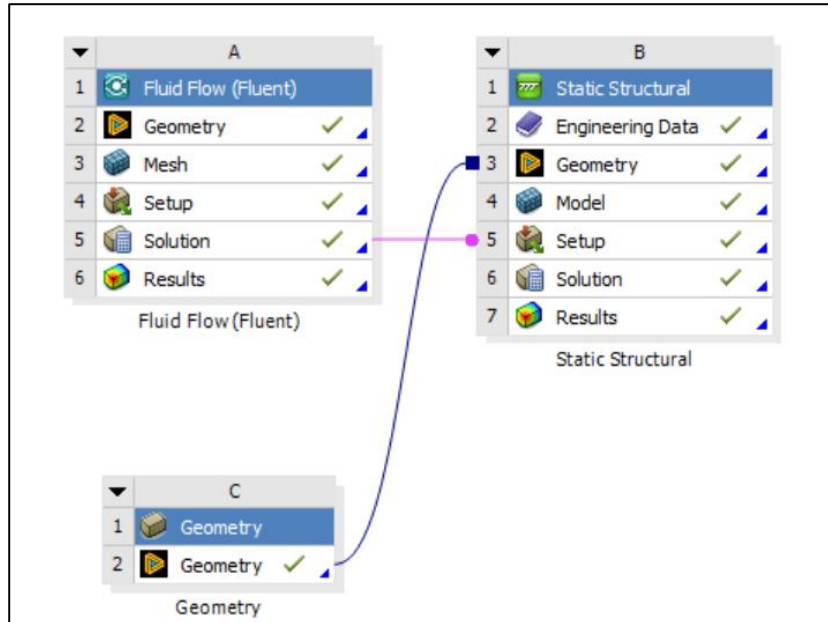 A
1 Fluid Flow (Fluent)
2 Geometry
3 Mesh
4 Setup
5 Solution
6 Results
Fluid Flow (Fluent)
B
1 Static Structural
2 Engineering Data
3 Geometry
4 Model
5 Setup
6 Solution
7 Results
Static Structural
C
1 Geometry
2 Geometry
Geometry